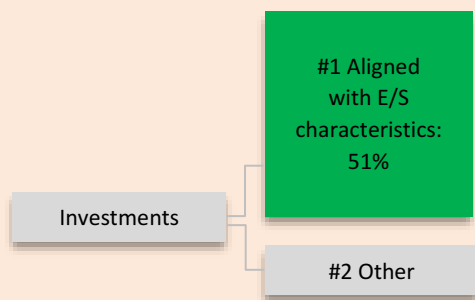 #1 Aligned
with E/S
characteristics:
51%
Investments
#2 Other